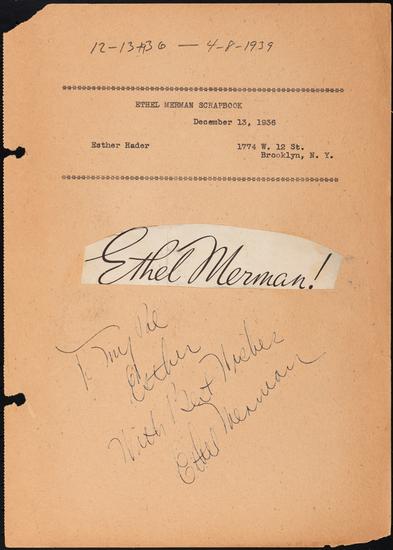 12-13-36 — 4-8-1939
************************************************************
ETHEL MERMAN SCRAPBOOK
December 13, 1936
Esther Hader 1774 W. 12 St.
Brooklyn, N. Y.
************************************************************
Ethel Merman!
To my Pal
Esther
With Best Wishes
Ethel Merman